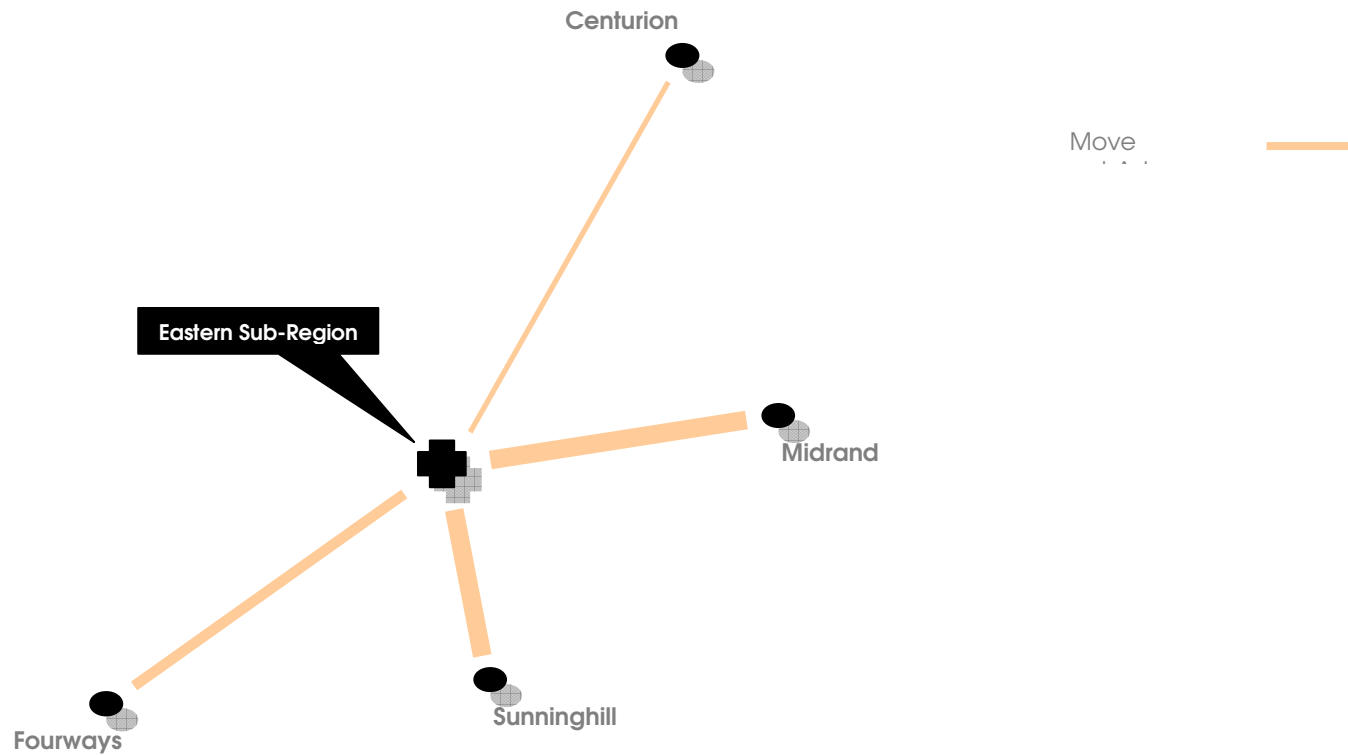 Centurion
Move
Eastern Sub-Region
Midrand
Sunninghill
Fourways